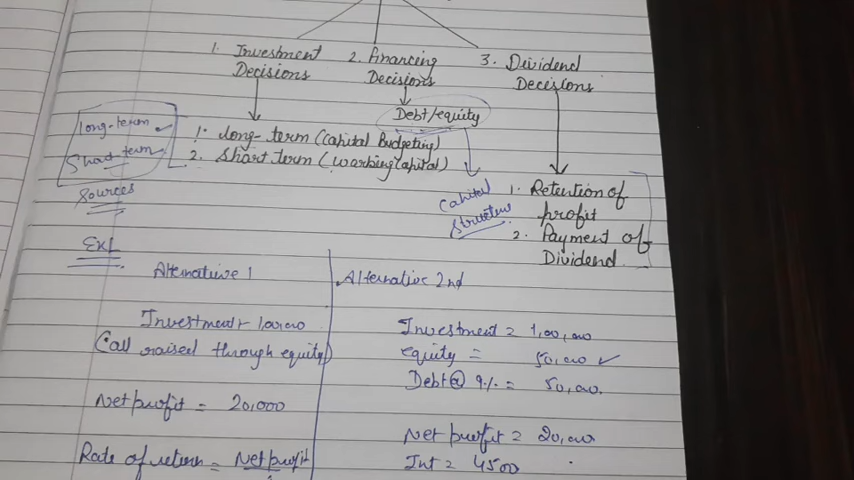 1. Investment Decisions
2. Financing Decisions
3. Dividend Decisions
Debt/equity
Long-term
Short term
Sources
1. Long-term (Capital Budgeting)
2. Short term (Warking Capital)
Capital
Structure
1. Retention of
profit
2. Payment of
Dividend
Ex1
Alternative 1
Investment = 1,00,000
(all raised through equity)
Net profit = 20,000
Rate of return = Net profit
Alternative 2nd
Investment = 1,00,000
equity = 50,000
Debt@ 9% = 50,000.
Net profit = 20,000
Int = 4500